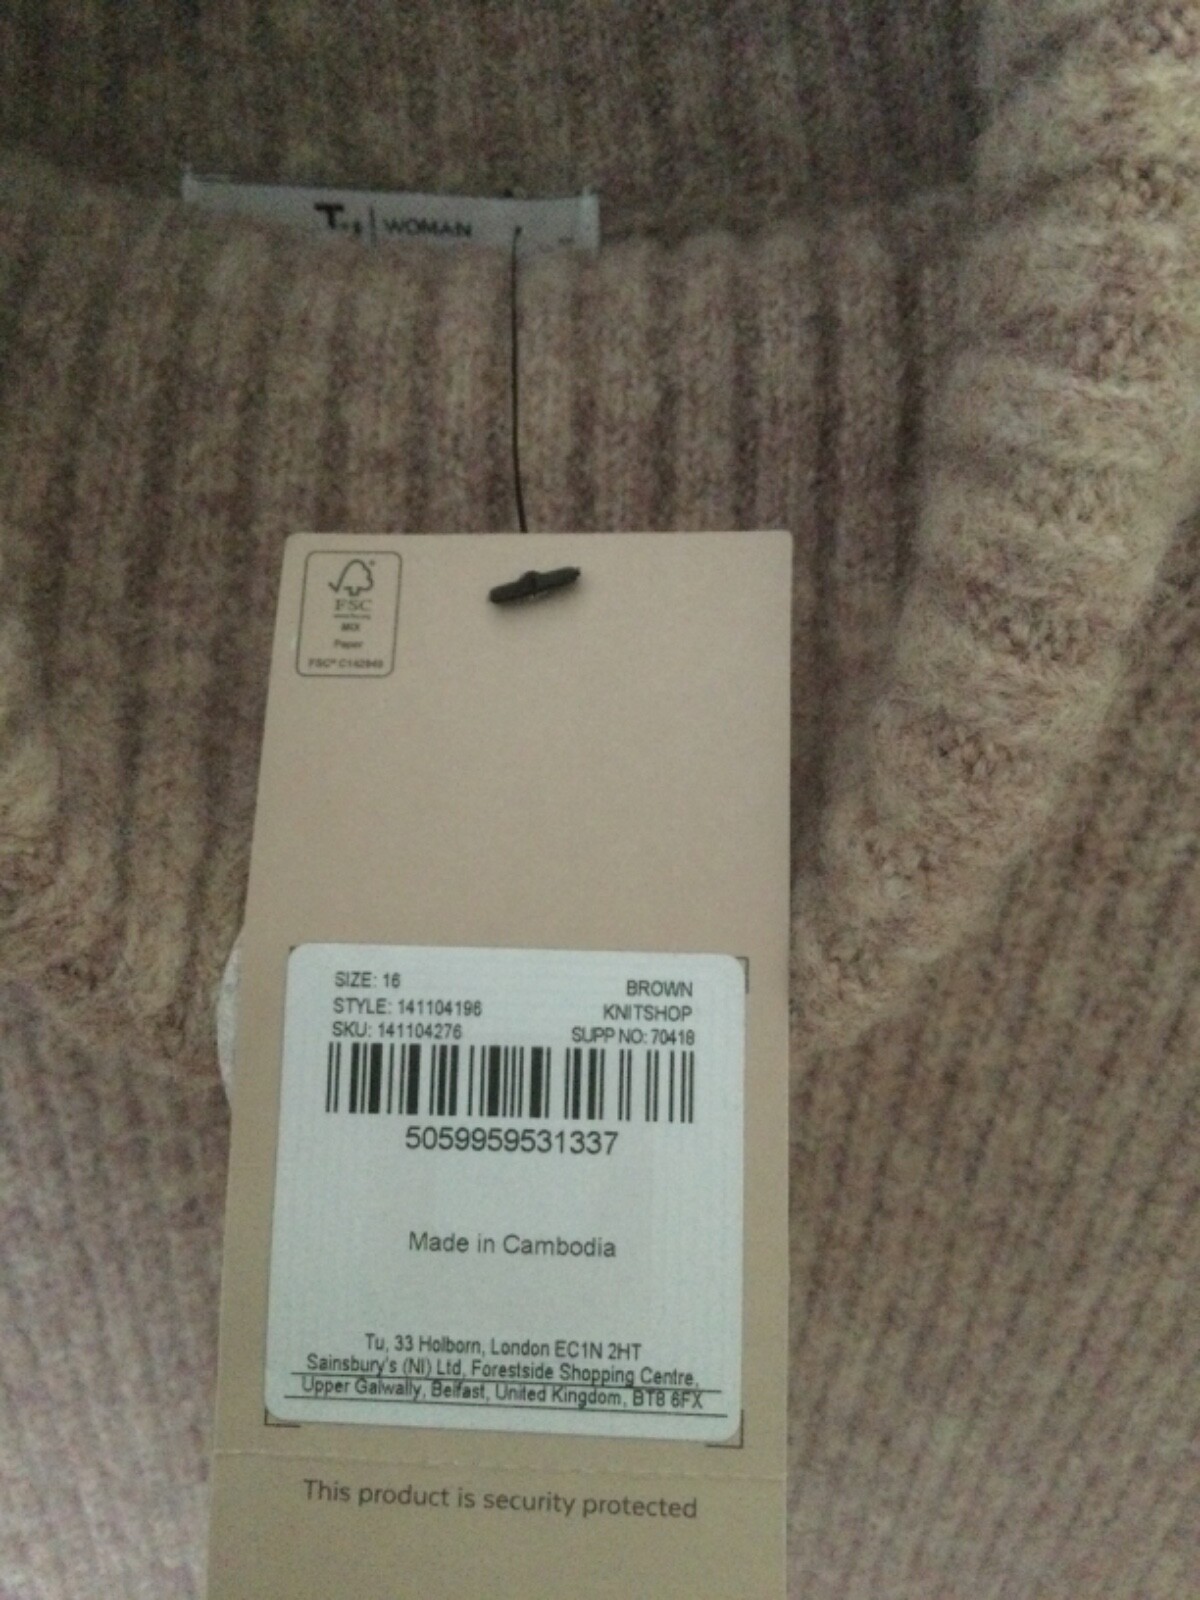 WOMAN
FSC
MIX
Paper
SIZE: 16 BROWN
STYLE: 141104196 KNITSHOP
SKU: 141104276 SUPP NO: 70418
5059959531337
Made in Cambodia
Tu, 33 Holborn, London EC1N 2HT
Sainsbury's (NI) Ltd, Forestside Shopping Centre,
Upper Galwally, Belfast, United Kingdom, BT8 6FX
This product is security protected